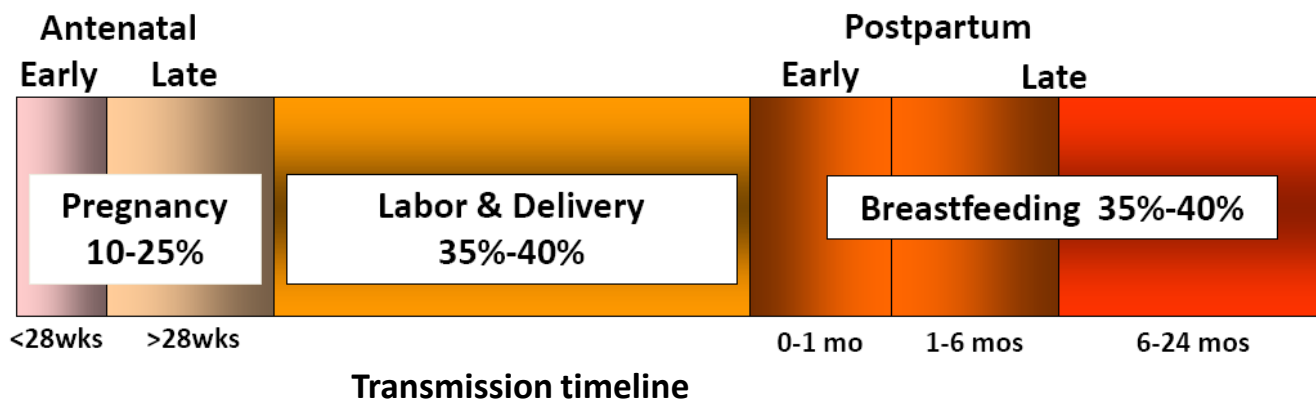 Antenatal
Postpartum
Early Late
Early Late
Pregnancy
10-25%
Labor & Delivery
35%-40%
Breastfeeding 35%-40%
<28wks >28wks
0-1 mo 1-6 mos 6-24 mos
Transmission timeline